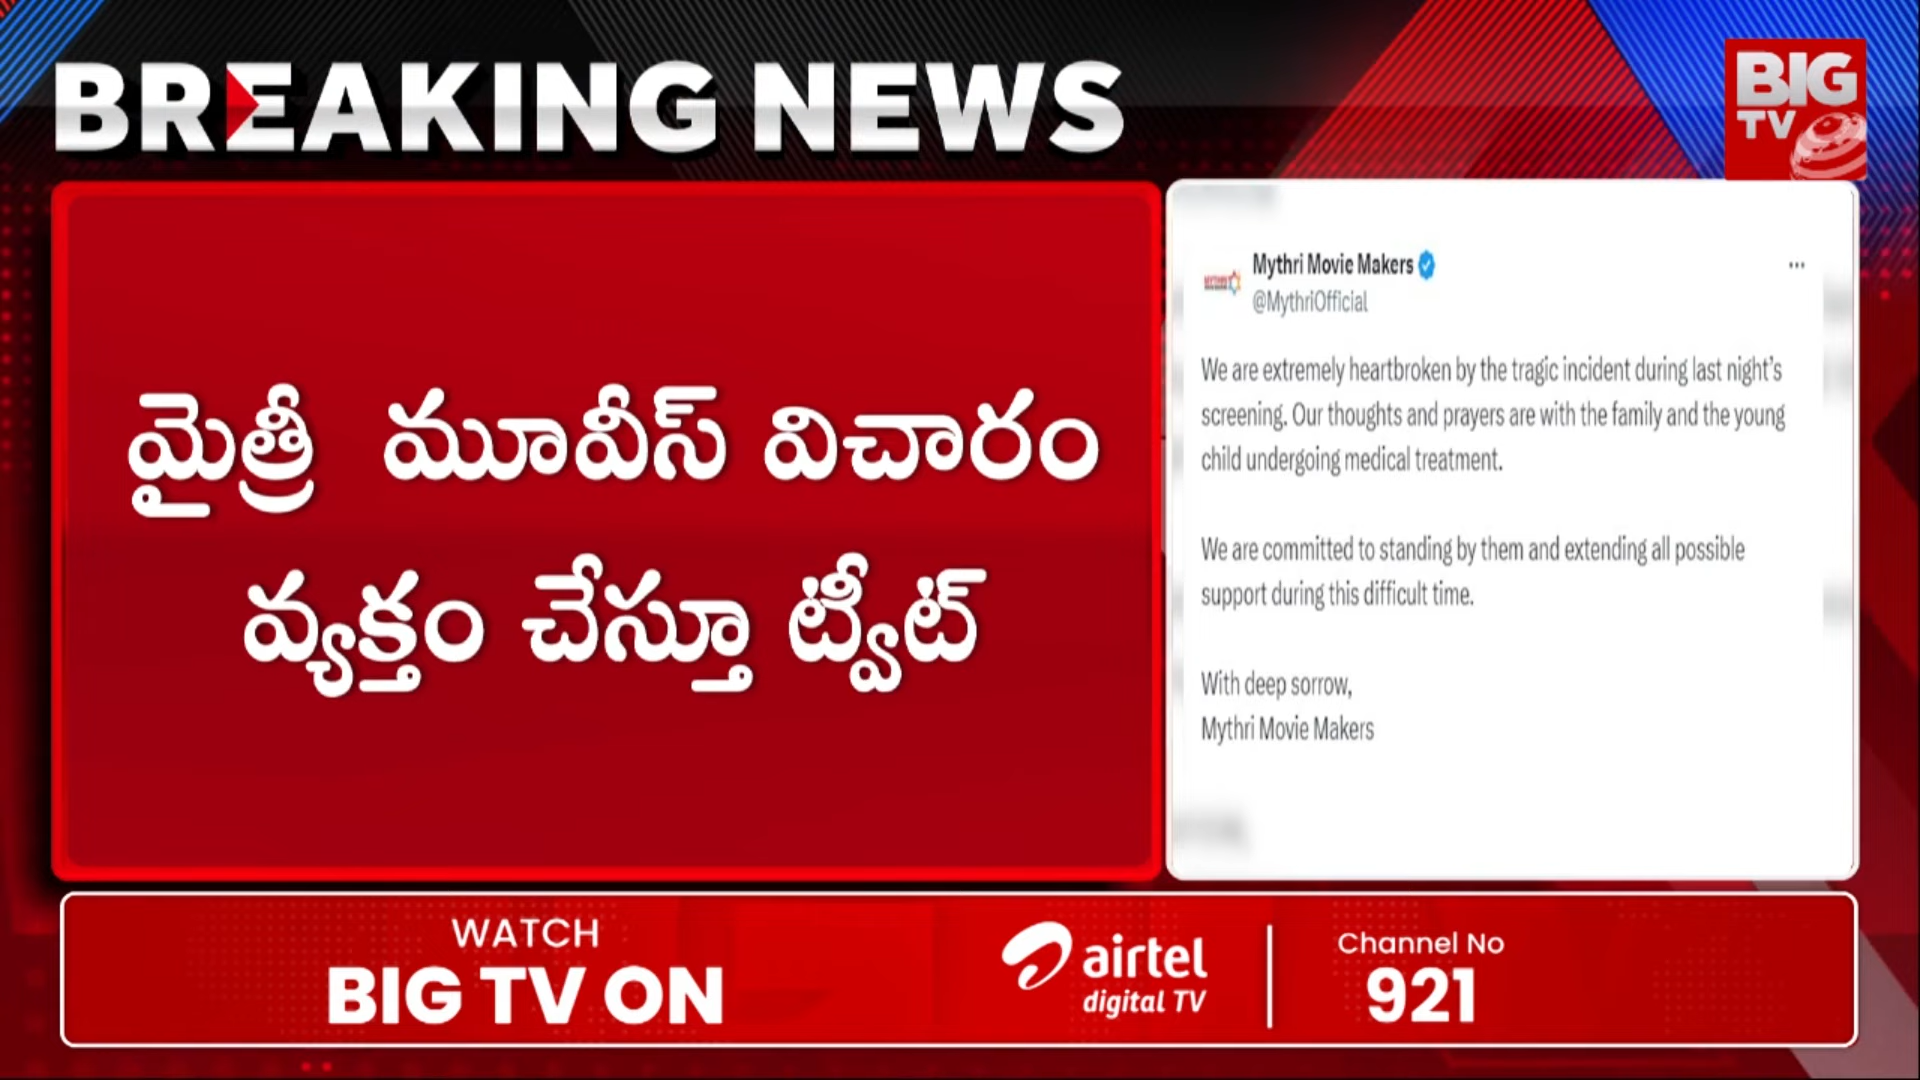 BREAKING NEWS
BIG
TV
మైత్రీ మూవీస్ విచారం
వ్యక్తం చేస్తూ ట్వీట్
Mythri Movie Makers
@MythriOfficial
We are extremely heartbroken by the tragic incident during last night's
screening. Our thoughts and prayers are with the family and the young
child undergoing medical treatment.
We are committed to standing by them and extending all possible
support during this difficult time.
With deep sorrow,
Mythri Movie Makers
WATCH
BIG TV ON
airtel
digital TV
Channel No
921